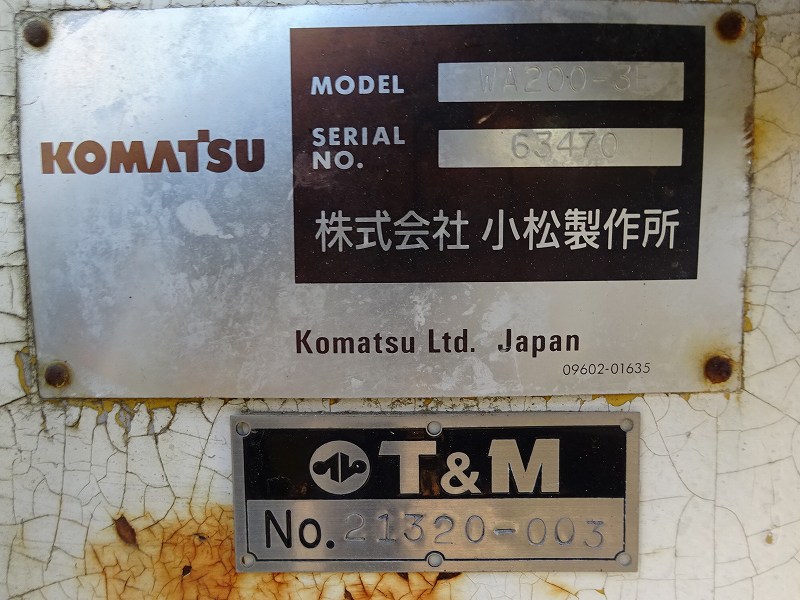 KOMATSU
MODEL WA200-3E
SERIAL NO. 63470
株式会社 小松製作所
Komatsu Ltd. Japan
09602-01635
T&M
No. 21320-003